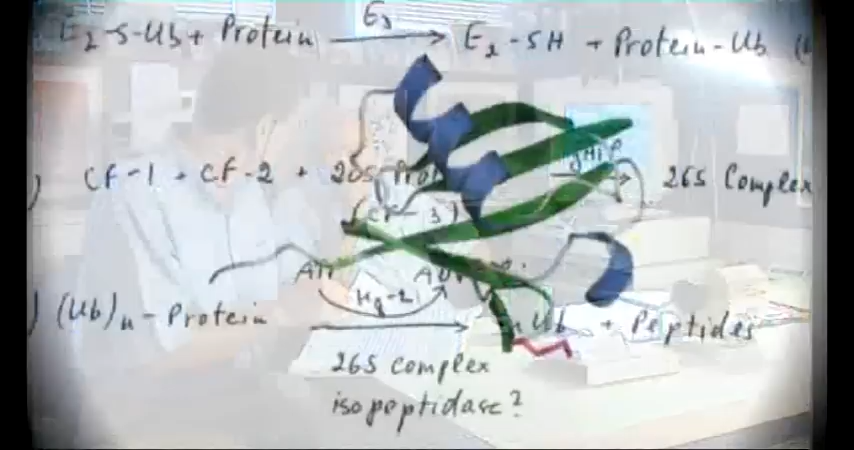 E2-S-Ub + Protein E3 → E2-SH + Protein-Ub
) CF-1 + CF-2 + 20S → 26S Complex
) (Ub)n-Protein → Ub + Peptides
26S complex
isopeptidase?